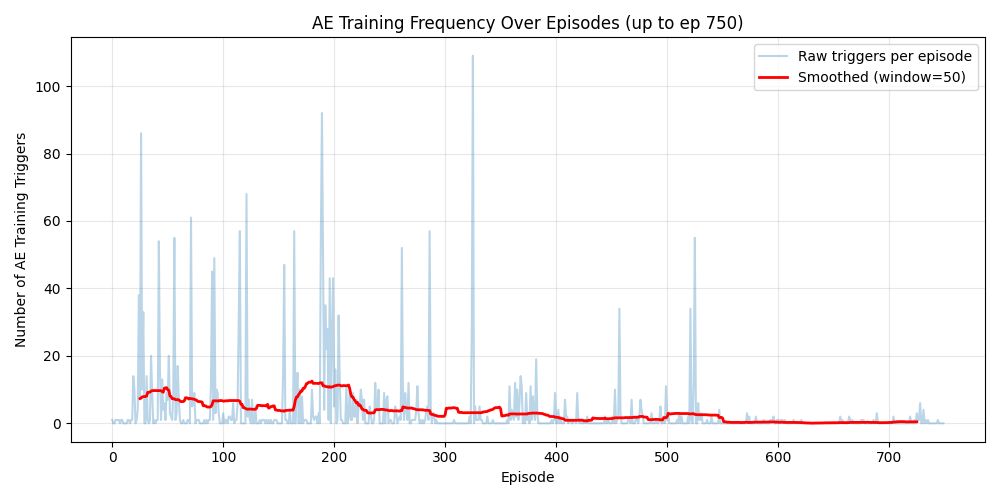 AE Training Frequency Over Episodes (up to ep 750)
Raw triggers per episode
Smoothed (window=50)
Number of AE Training Triggers
100
80
60
40
20
0
0 100 200 300 400 500 600 700
Episode